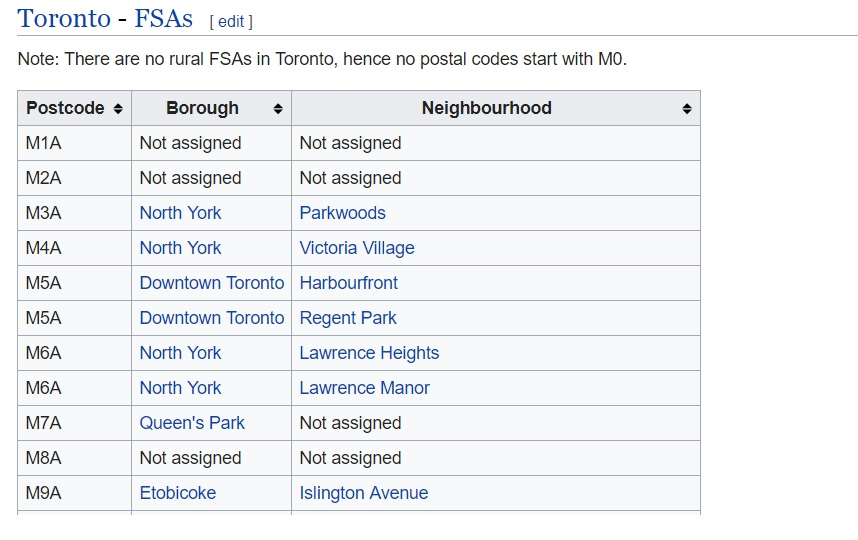 Toronto - FSAs [ edit ]
Note: There are no rural FSAs in Toronto, hence no postal codes start with M0.
Postcode Borough Neighbourhood
M1A Not assigned Not assigned
M2A Not assigned Not assigned
M3A North York Parkwoods
M4A North York Victoria Village
M5A Downtown Toronto Harbourfront
M5A Downtown Toronto Regent Park
M6A North York Lawrence Heights
M6A North York Lawrence Manor
M7A Queen's Park Not assigned
M8A Not assigned Not assigned
M9A Etobicoke Islington Avenue